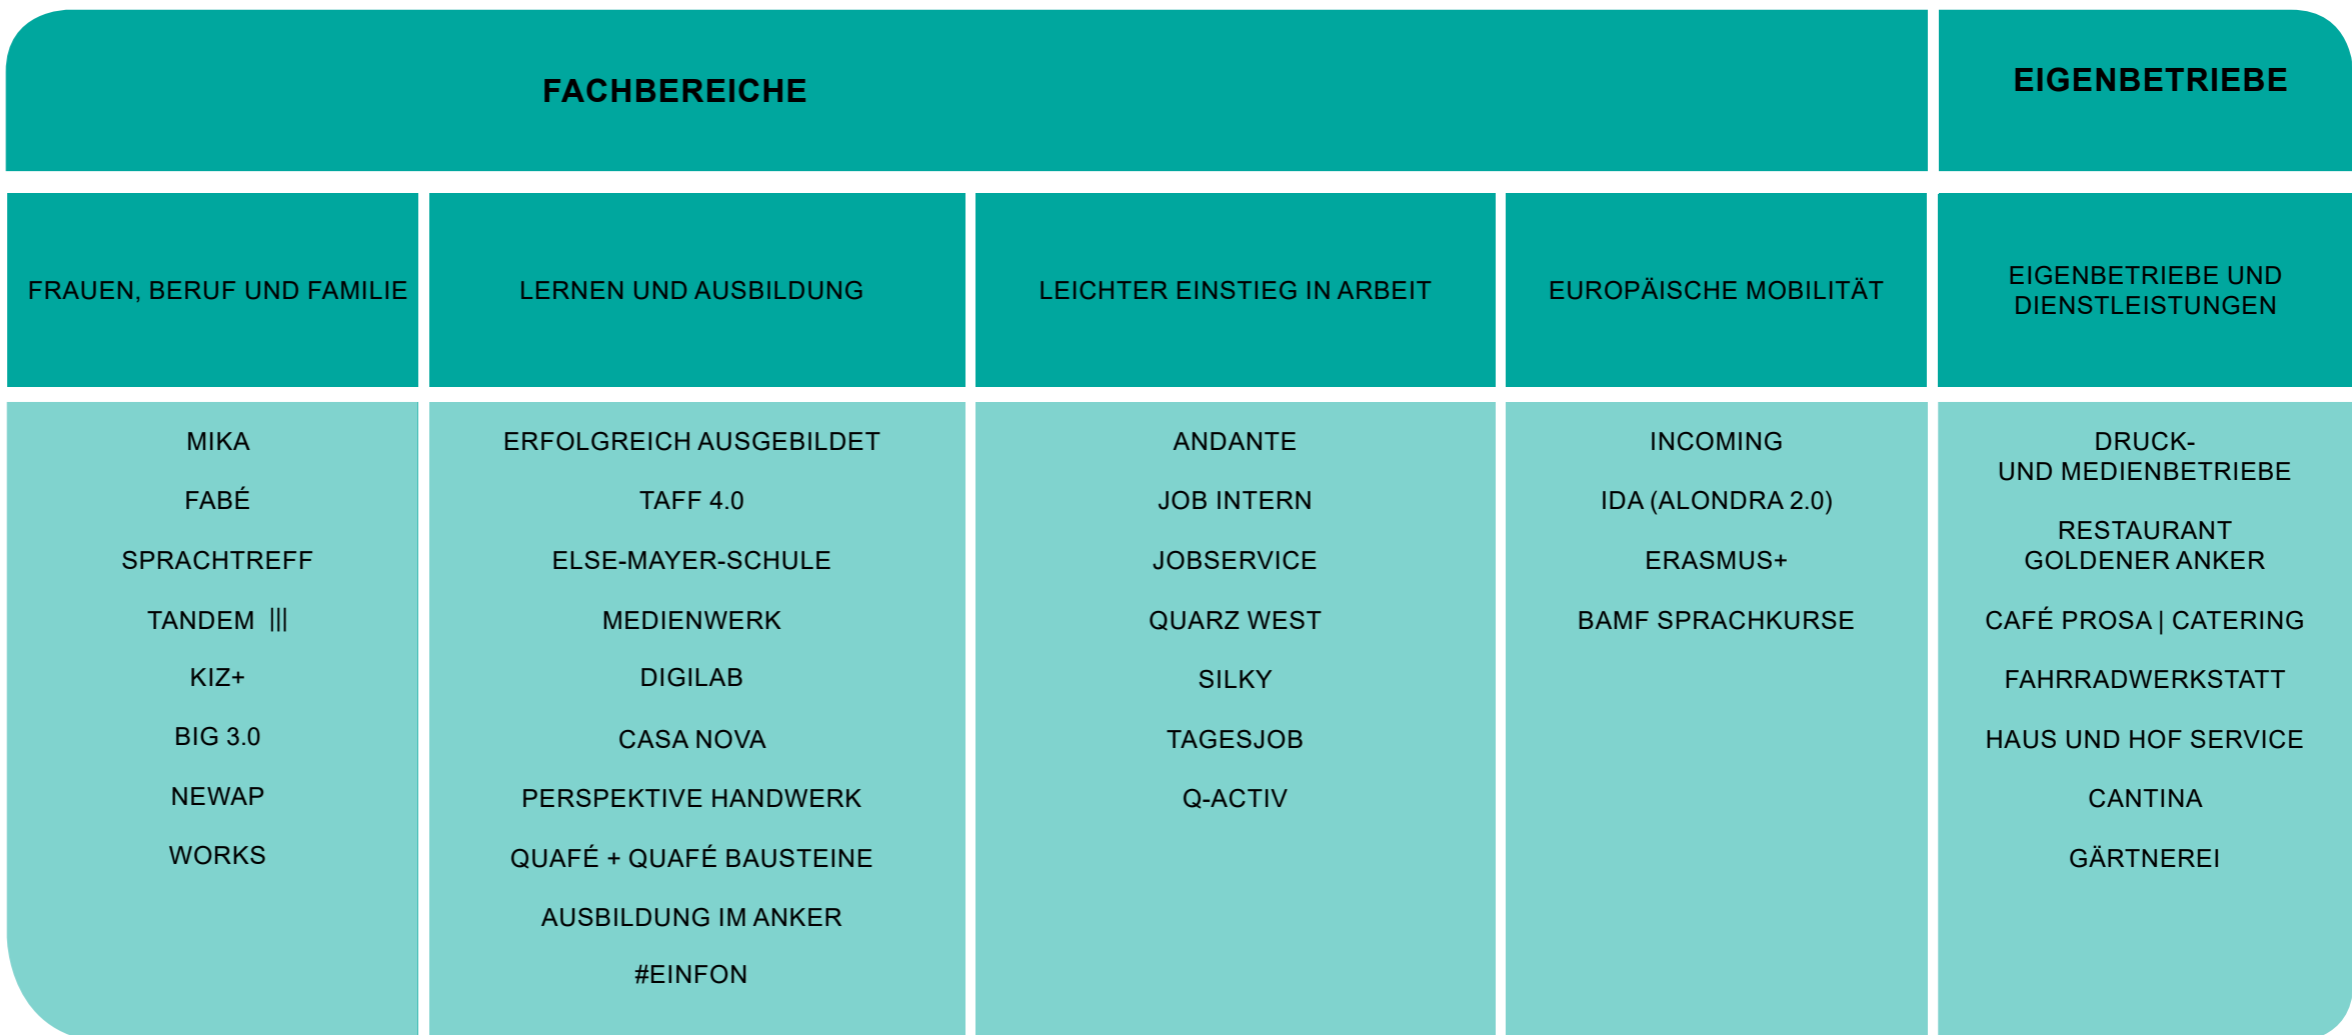 FACHBEREICHE
EIGENBETRIEBE
FRAUEN, BERUF UND FAMILIE
LERNEN UND AUSBILDUNG
LEICHTER EINSTIEG IN ARBEIT
EUROPÄISCHE MOBILITÄT
EIGENBETRIEBE UND
DIENSTLEISTUNGEN
MIKA
FABÉ
SPRACHTREFF
TANDEM |||
KIZ+
BIG 3.0
NEWAP
WORKS
ERFOLGREICH AUSGEBILDET
TAFF 4.0
ELSE-MAYER-SCHULE
MEDIENWERK
DIGILAB
CASA NOVA
PERSPEKTIVE HANDWERK
QUAFÉ + QUAFÉ BAUSTEINE
AUSBILDUNG IM ANKER
#EINFON
ANDANTE
JOB INTERN
JOBSERVICE
QUARZ WEST
SILKY
TAGESJOB
Q-ACTIV
INCOMING
IDA (ALONDRA 2.0)
ERASMUS+
BAMF SPRACHKURSE
DRUCK-
UND MEDIENBETRIEBE
RESTAURANT
GOLDENER ANKER
CAFÉ PROSA | CATERING
FAHRRADWERKSTATT
HAUS UND HOF SERVICE
CANTINA
GÄRTNEREI